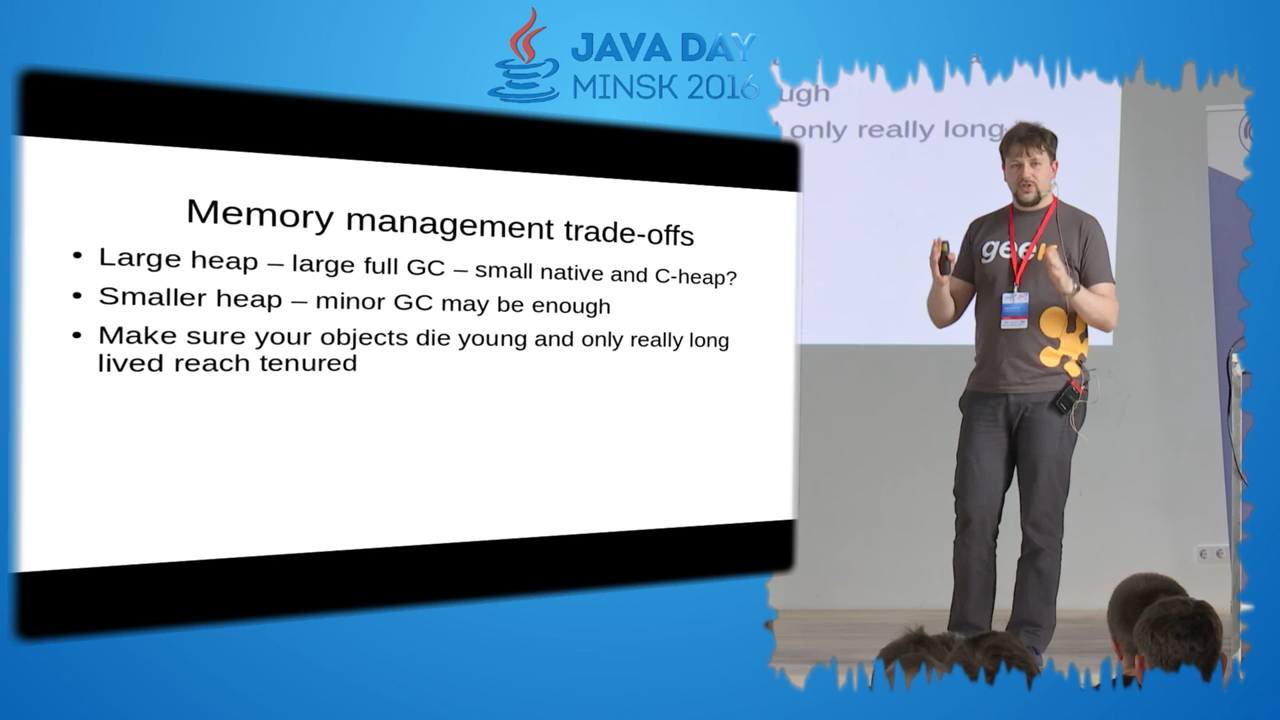 JAVA DAY
MINSK 2016
Memory management trade-offs
• Large heap – large full GC – small native and C-heap?
• Smaller heap – minor GC may be enough
• Make sure your objects die young and only really long
lived reach tenured
ugh
only really long
geek